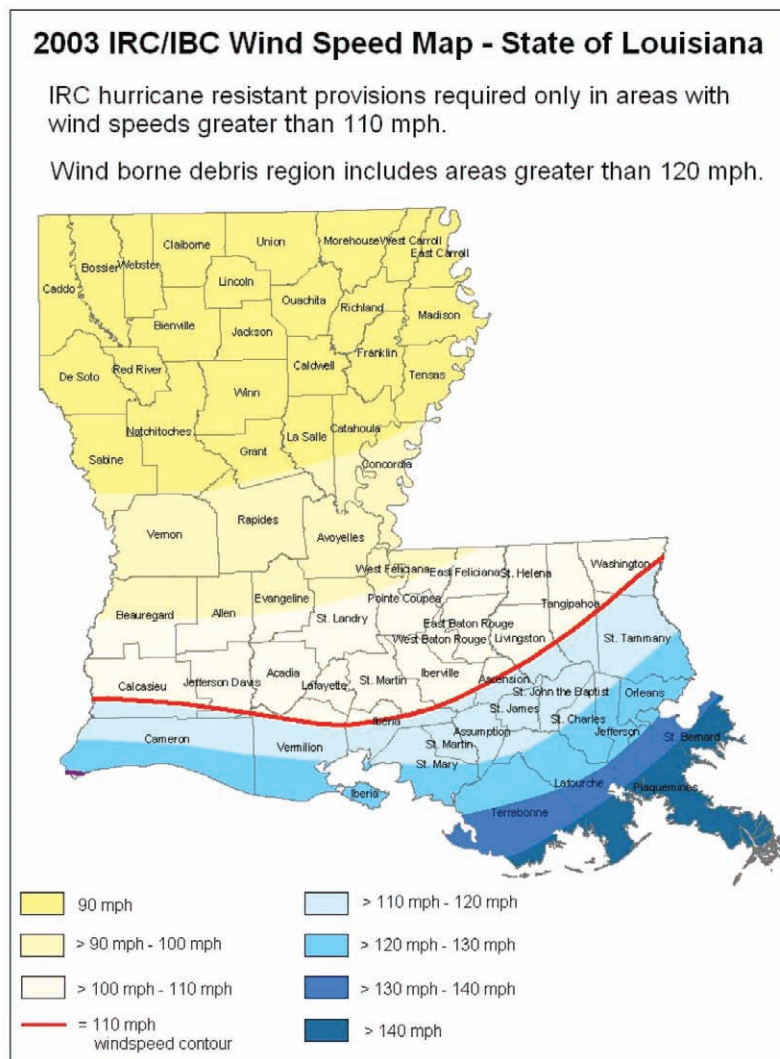 2003 IRC/IBC Wind Speed Map - State of Louisiana
IRC hurricane resistant provisions required only in areas with
wind speeds greater than 110 mph.
Wind borne debris region includes areas greater than 120 mph.
Caddo
Bossier
Webster
Claiborne
Union
Morehouse
West Carroll
East Carroll
Lincoln
Ouachita
Richland
Madison
Bienville
Jackson
Franklin
De Soto
Red River
Caldwell
Tensas
Winn
Natchitoches
Sabine
Grant
La Salle
Catahoula
Concordia
Vernon
Rapides
Avoyelles
West Feliciana
East Feliciana
St. Helena
Washington
Beauregard
Allen
Evangeline
St. Landry
Pointe Coupea
East Baton Rouge
West Baton Rouge
Livingston
Tangipahoa
St. Tammany
Calcasieu
Jefferson Davis
Acadia
Lafayette
St. Martin
Iberville
Ascension
St. John the Baptist
Orleans
Iberia
St. James
Assumption
St. Charles
Jefferson
St. Bernard
Cameron
Vermilion
St. Martin
St. Mary
Iberia
Lafourche
Plaquemines
Terrebonne
90 mph
> 90 mph - 100 mph
> 100 mph - 110 mph
= 110 mph
windspeed contour
> 110 mph - 120 mph
> 120 mph - 130 mph
> 130 mph - 140 mph
> 140 mph